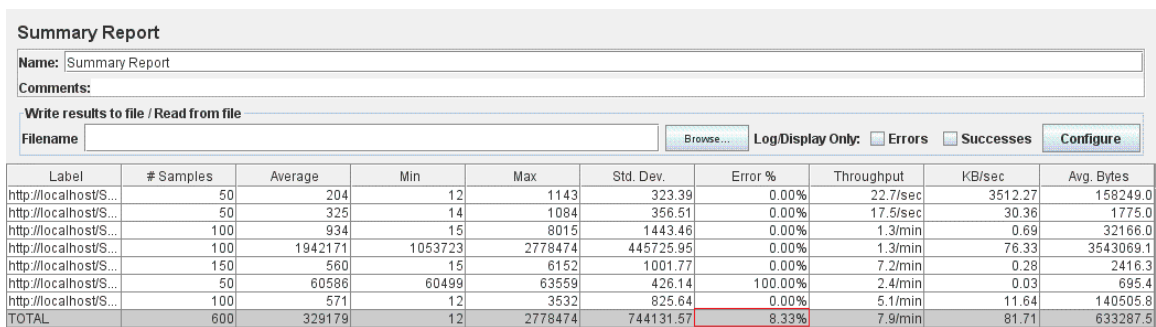 Summary Report
Name: Summary Report
Comments:
Write results to file / Read from file
Filename Browse... Log/Display Only: Errors Successes Configure
Label # Samples Average Min Max Std. Dev. Error % Throughput KB/sec Avg. Bytes
http://localhost/S... 50 204 12 1143 323.39 0.00% 22.7/sec 3512.27 158249.0
http://localhost/S... 50 325 14 1084 356.51 0.00% 17.5/sec 30.36 1775.0
http://localhost/S... 100 934 15 8015 1443.46 0.00% 1.3/min 0.69 32166.0
http://localhost/S... 100 1942171 1053723 2778474 445725.95 0.00% 1.3/min 76.33 3543069.1
http://localhost/S... 150 560 15 6152 1001.77 0.00% 7.2/min 0.28 2416.3
http://localhost/S... 50 60586 60499 63559 426.14 100.00% 2.4/min 0.03 695.4
http://localhost/S... 100 571 12 3532 825.64 0.00% 5.1/min 11.64 140505.8
TOTAL 600 329179 12 2778474 744131.57 8.33% 7.9/min 81.71 633287.5